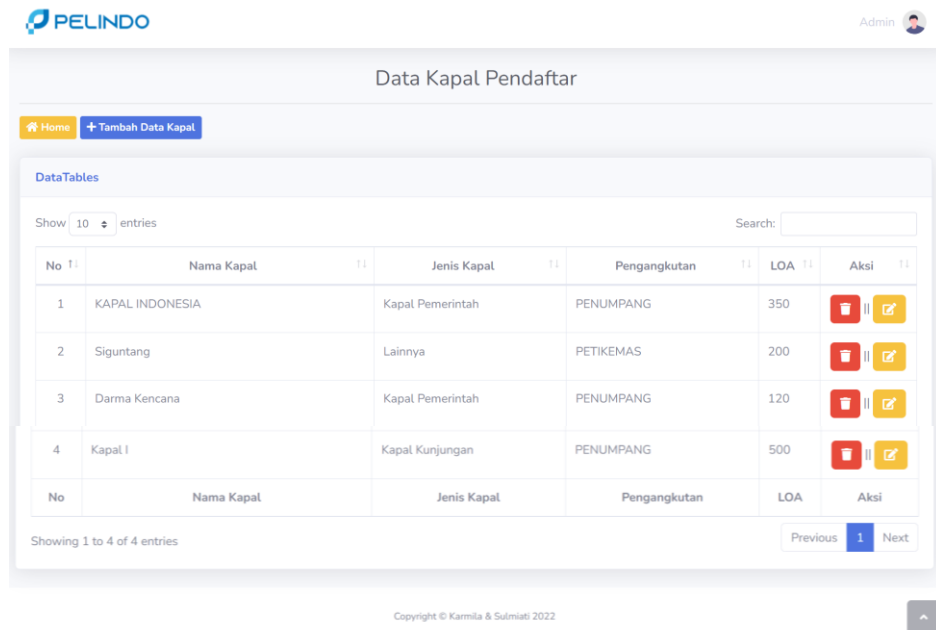 PELINDO
Admin
Data Kapal Pendaftar
Home + Tambah Data Kapal
DataTables
Show 10 entries Search:
No Nama Kapal Jenis Kapal Pengangkutan LOA Aksi
1 KAPAL INDONESIA Kapal Pemerintah PENUMPANG 350 ||
2 Siguntang Lainnya PETIKEMAS 200 ||
3 Darma Kencana Kapal Pemerintah PENUMPANG 120 ||
4 Kapal I Kapal Kunjungan PENUMPANG 500 ||
No Nama Kapal Jenis Kapal Pengangkutan LOA Aksi
Showing 1 to 4 of 4 entries Previous 1 Next
Copyright © Karmila & Sulmiati 2022